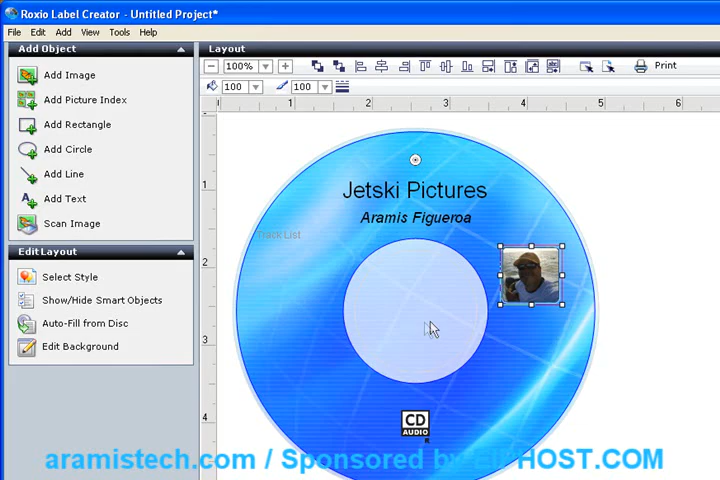 Roxio Label Creator - Untitled Project*
File Edit Add View Tools Help
Add Object
Add Image
Add Picture Index
Add Rectangle
Add Circle
Add Line
Add Text
Scan Image
Edit Layout
Select Style
Show/Hide Smart Objects
Auto-Fill from Disc
Edit Background
Layout
100% Print
100 100
1 2 3 4 5 6
1
2
3
4
Jetski Pictures
Aramis Figueroa
Track List
CD
AUDIO
aramistech.com / Sponsored by
HOST.COM